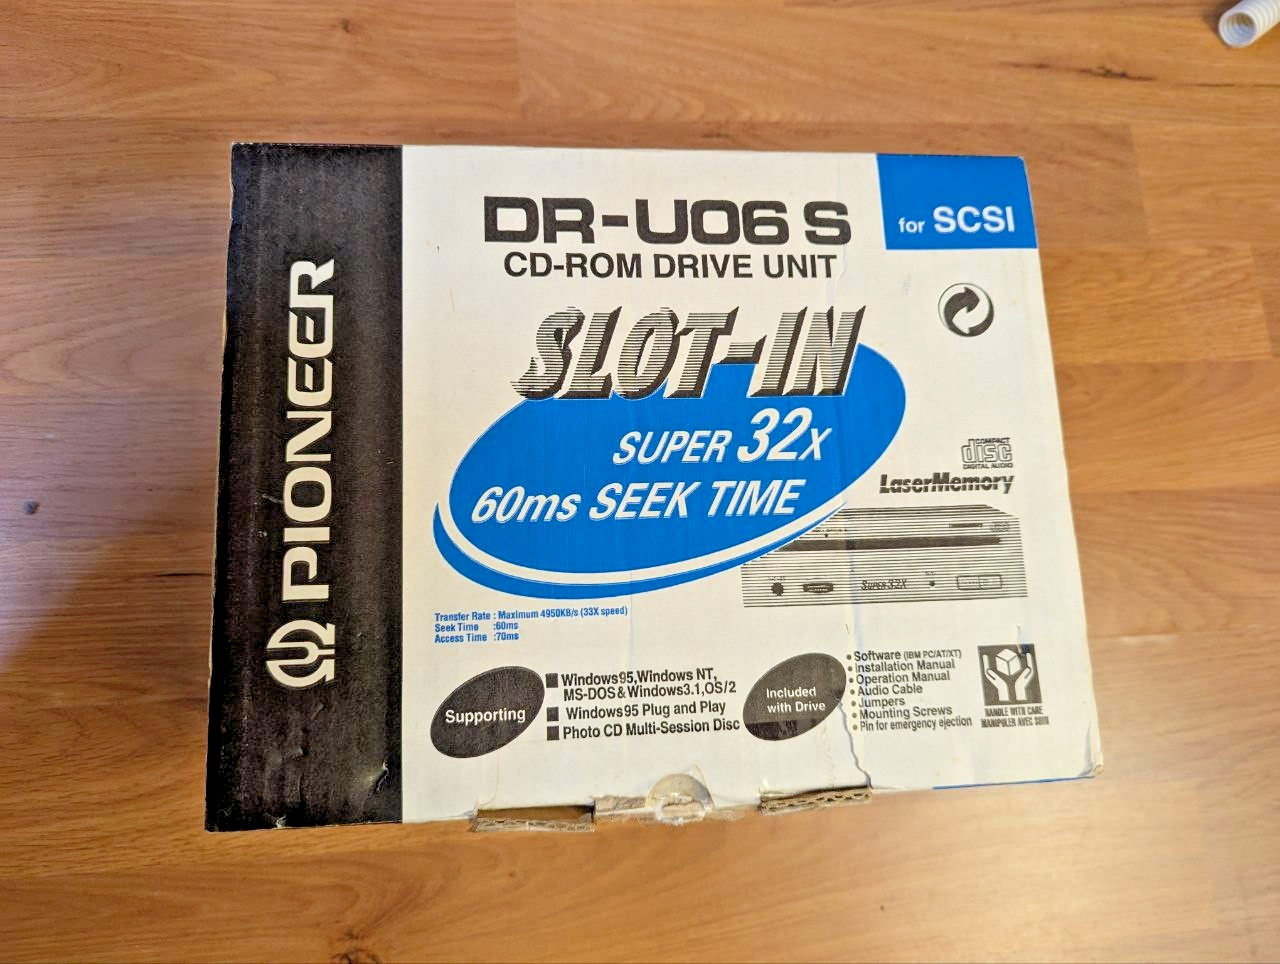 PIONEER
DR-U06 S
CD-ROM DRIVE UNIT
for SCSI
SLOT-IN
SUPER 32X
60ms SEEK TIME
COMPACT
disc
DIGITAL AUDIO
LaserMemory
SUPER 32X
Transfer Rate : Maximum 4950KB/s (33X speed)
Seek Time :60ms
Access Time :70ms
Supporting
Windows95,Windows NT,
MS-DOS & Windows3.1,OS/2
Windows95 Plug and Play
Photo CD Multi-Session Disc
Included
with Drive
• Software (IBM PC/AT/XT)
• Installation Manual
• Operation Manual
• Audio Cable
• Jumpers
• Mounting Screws
• Pin for emergency ejection
HANDLE WITH CARE
MANIPULER AVEC SOIN